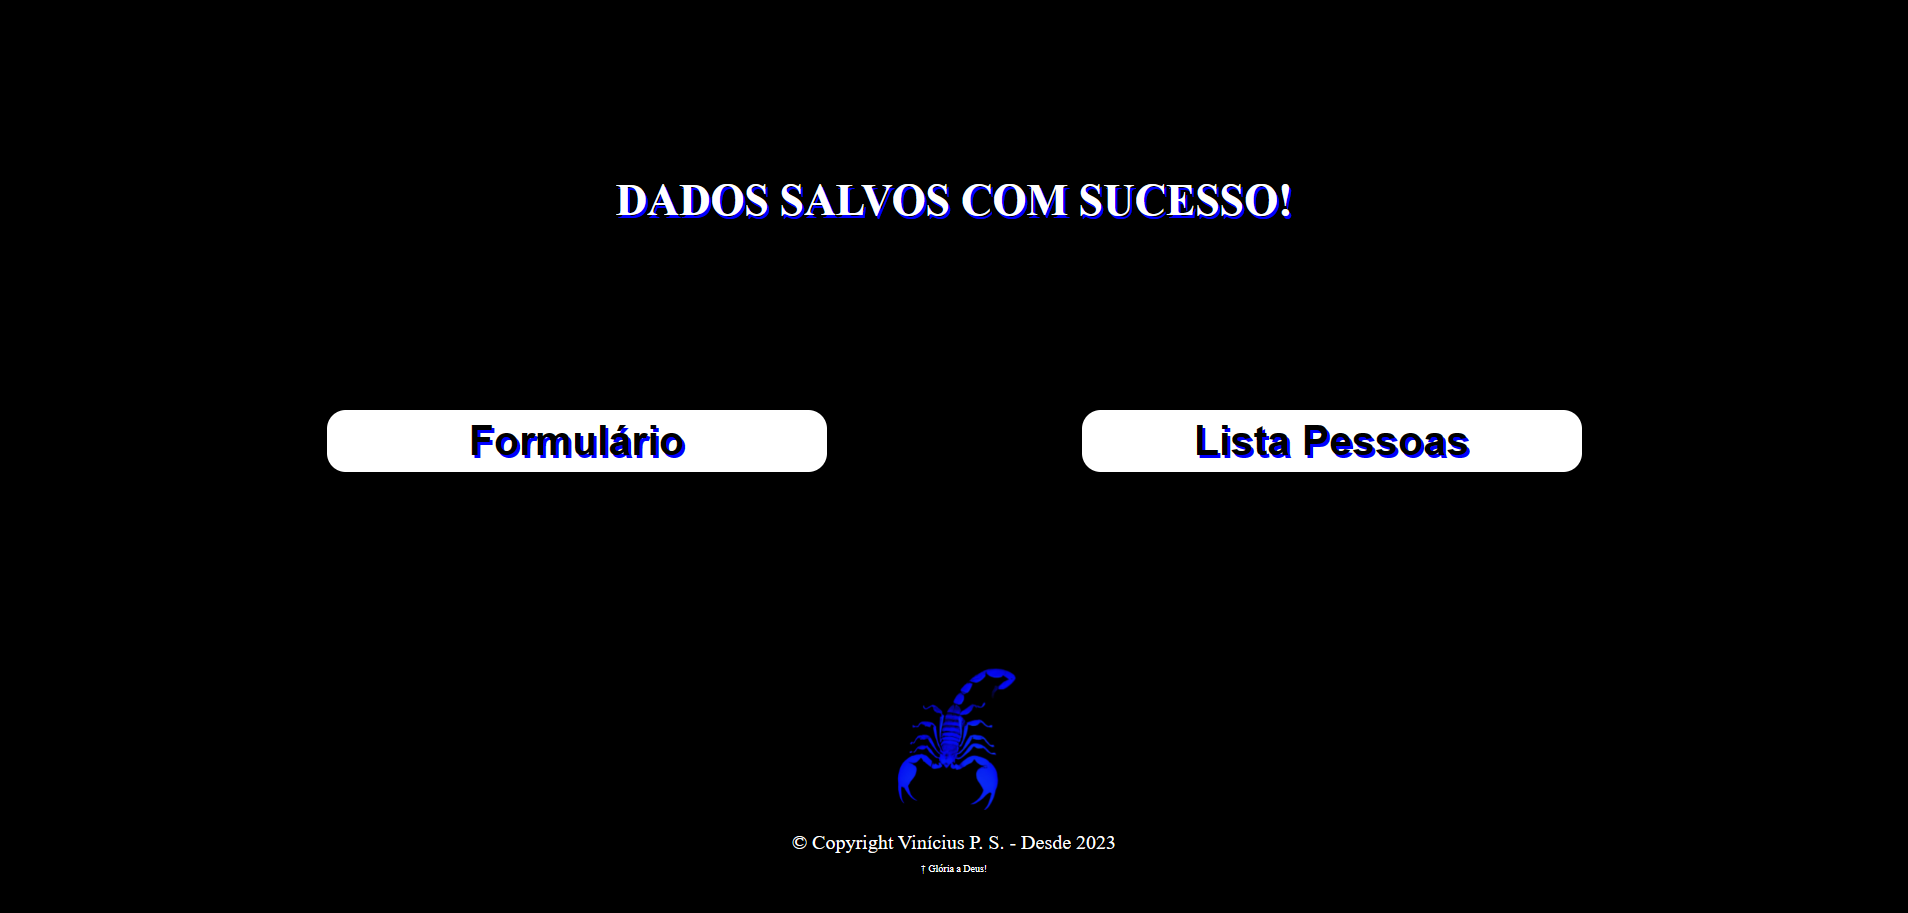 DADOS SALVOS COM SUCESSO!
Formulário
Lista Pessoas
© Copyright Vinícius P. S. - Desde 2023
† Glória a Deus!